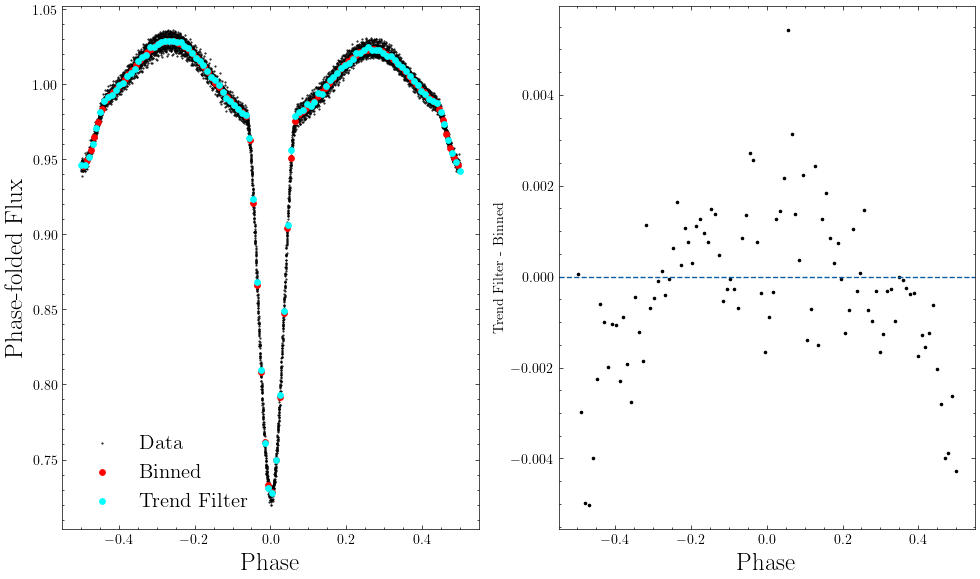 1.05
1.00
0.95
0.90
0.85
0.80
0.75
Phase-folded Flux
Data
Binned
Trend Filter
−0.4 −0.2 0.0 0.2 0.4
Phase
0.004
0.002
0.000
−0.002
−0.004
Trend Filter - Binned
−0.4 −0.2 0.0 0.2 0.4
Phase